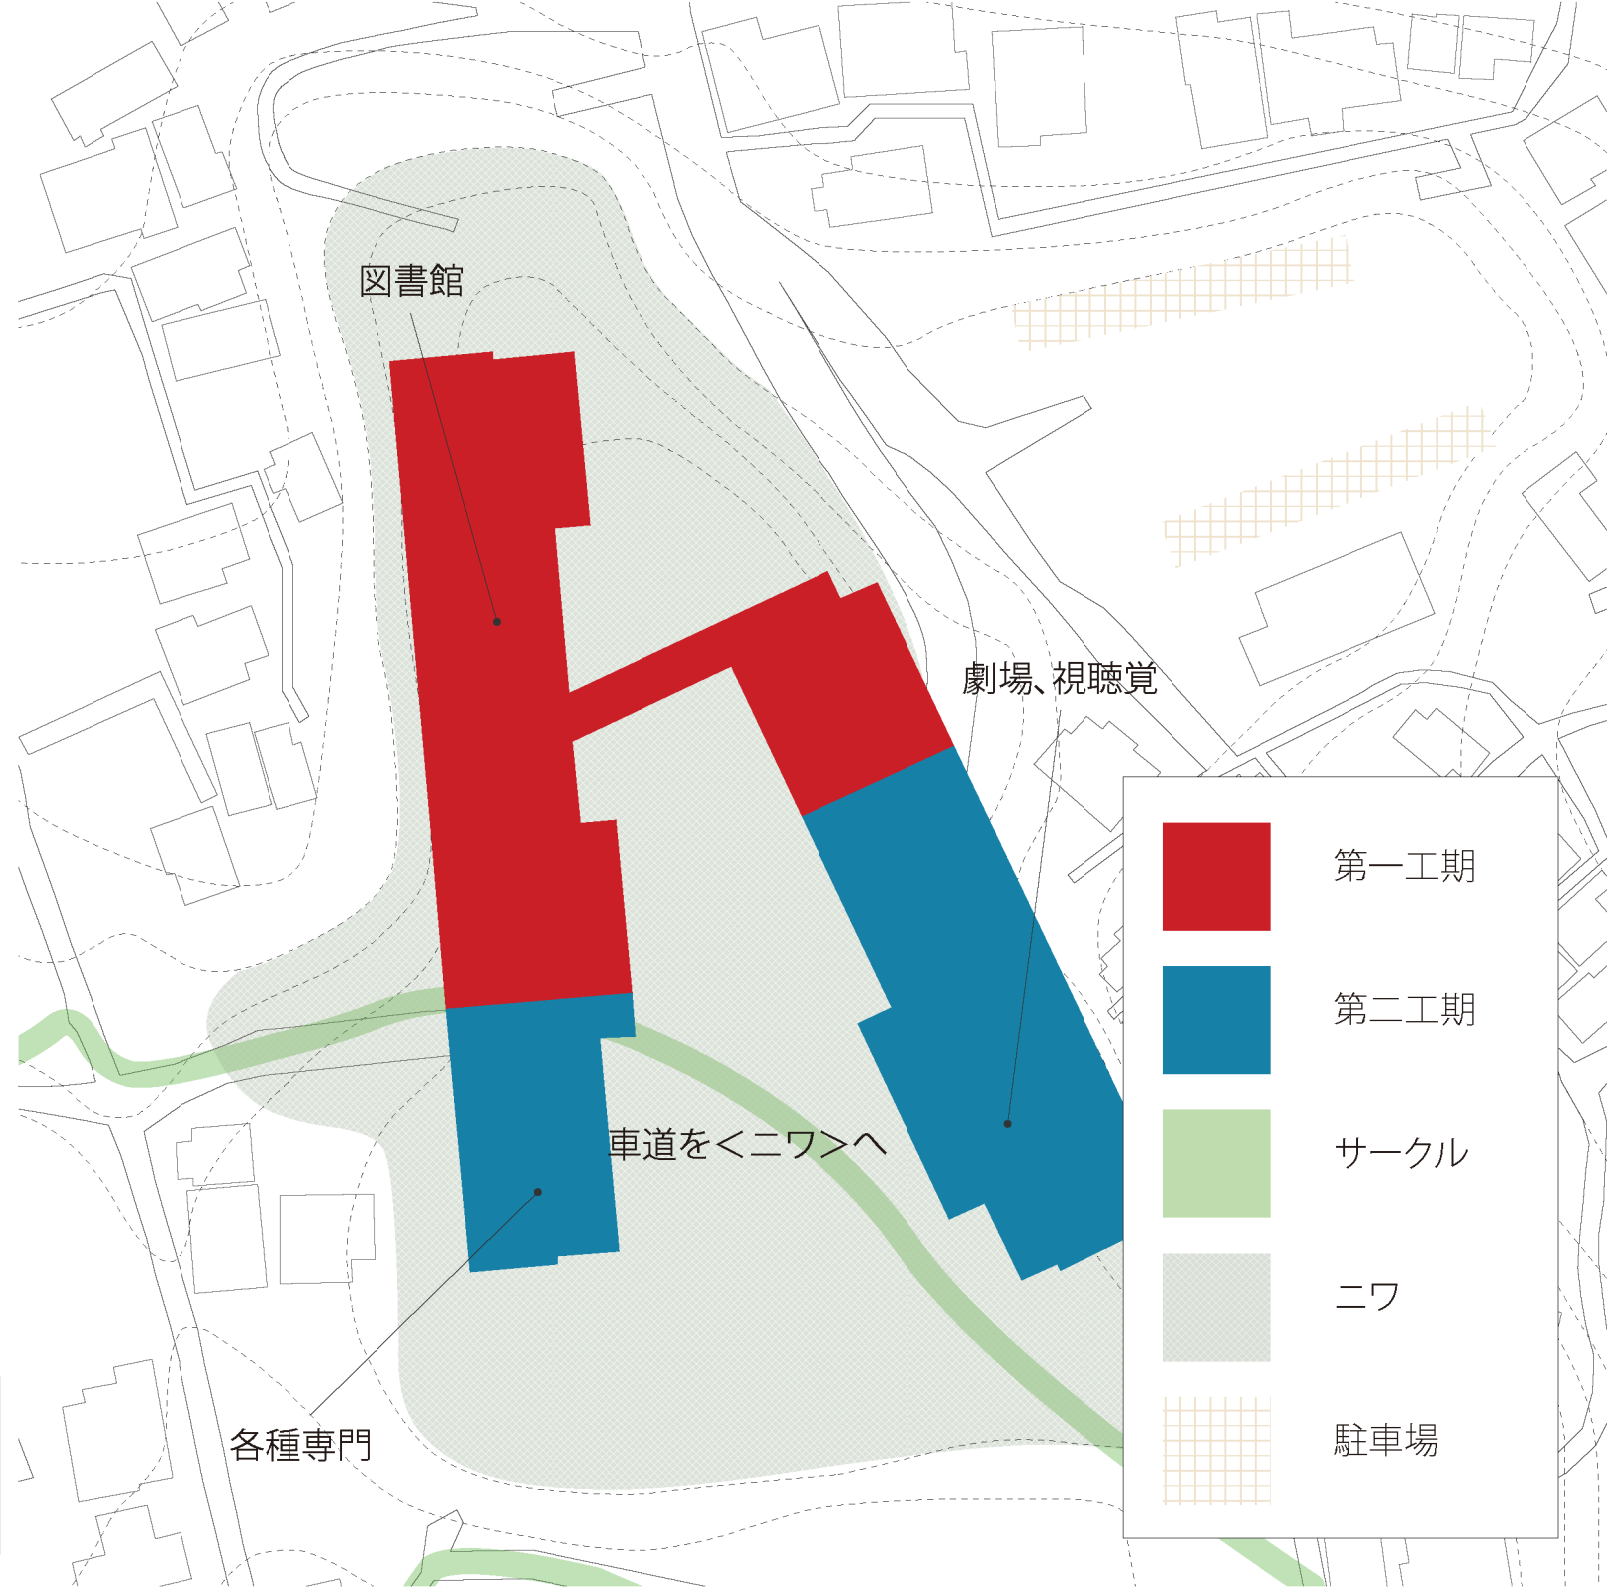 図書館
劇場、視聴覚
車道を＜ニワ＞へ
各種専門
第一工期
第二工期
サークル
ニワ
駐車場